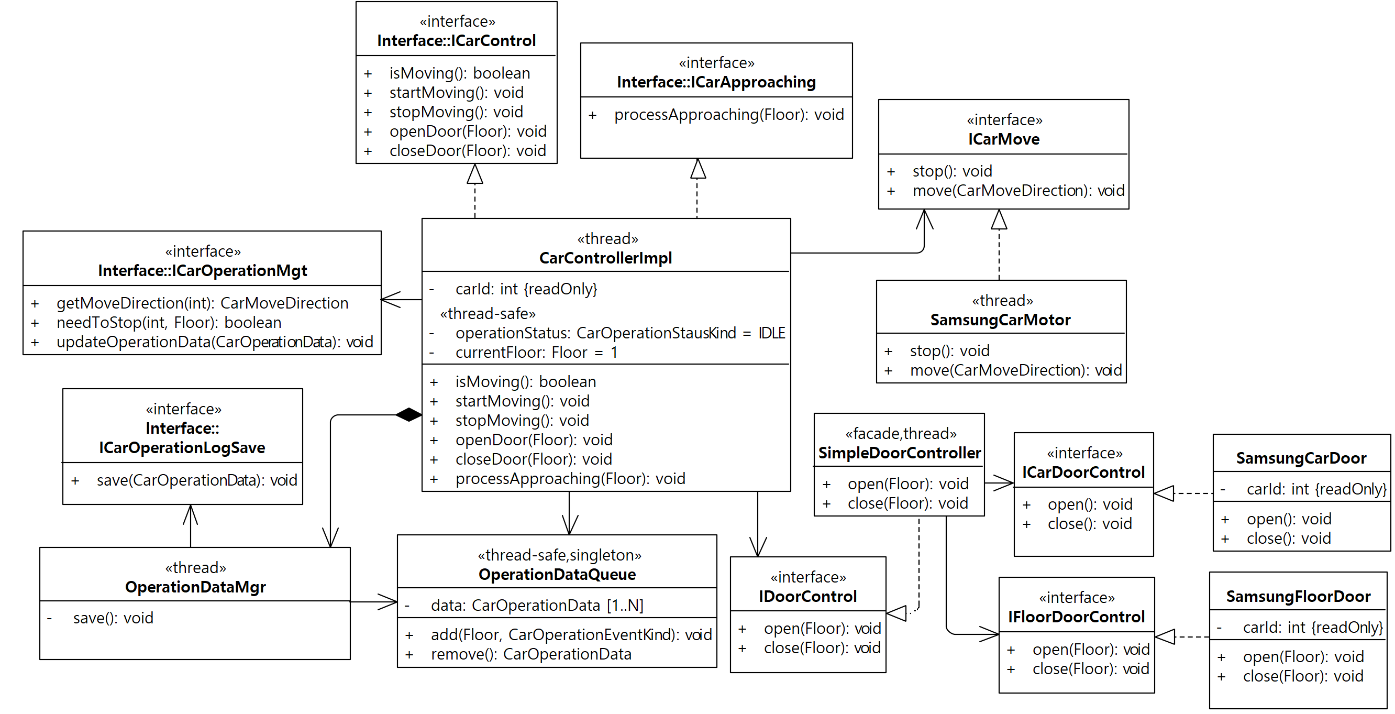 «interface»
Interface::ICarControl
+ isMoving(): boolean
+ startMoving(): void
+ stopMoving(): void
+ openDoor(Floor): void
+ closeDoor(Floor): void
«interface»
Interface::ICarApproaching
+ processApproaching(Floor): void
«interface»
ICarMove
+ stop(): void
+ move(CarMoveDirection): void
«interface»
Interface::ICarOperationMgt
+ getMoveDirection(int): CarMoveDirection
+ needToStop(int, Floor): boolean
+ updateOperationData(CarOperationData): void
«thread»
CarControllerImpl
- carId: int {readOnly}
«thread-safe»
- operationStatus: CarOperationStausKind = IDLE
- currentFloor: Floor = 1
+ isMoving(): boolean
+ startMoving(): void
+ stopMoving(): void
+ openDoor(Floor): void
+ closeDoor(Floor): void
+ processApproaching(Floor): void
«thread»
SamsungCarMotor
+ stop(): void
+ move(CarMoveDirection): void
«interface»
Interface::
ICarOperationLogSave
+ save(CarOperationData): void
«facade,thread»
SimpleDoorController
+ open(Floor): void
+ close(Floor): void
«interface»
ICarDoorControl
+ open(): void
+ close(): void
SamsungCarDoor
- carId: int {readOnly}
+ open(): void
+ close(): void
«thread»
OperationDataMgr
- save(): void
«thread-safe,singleton»
OperationDataQueue
- data: CarOperationData [1..N]
+ add(Floor, CarOperationEventKind): void
+ remove(): CarOperationData
«interface»
IDoorControl
+ open(Floor): void
+ close(Floor): void
«interface»
IFloorDoorControl
+ open(Floor): void
+ close(Floor): void
SamsungFloorDoor
- carId: int {readOnly}
+ open(Floor): void
+ close(Floor): void